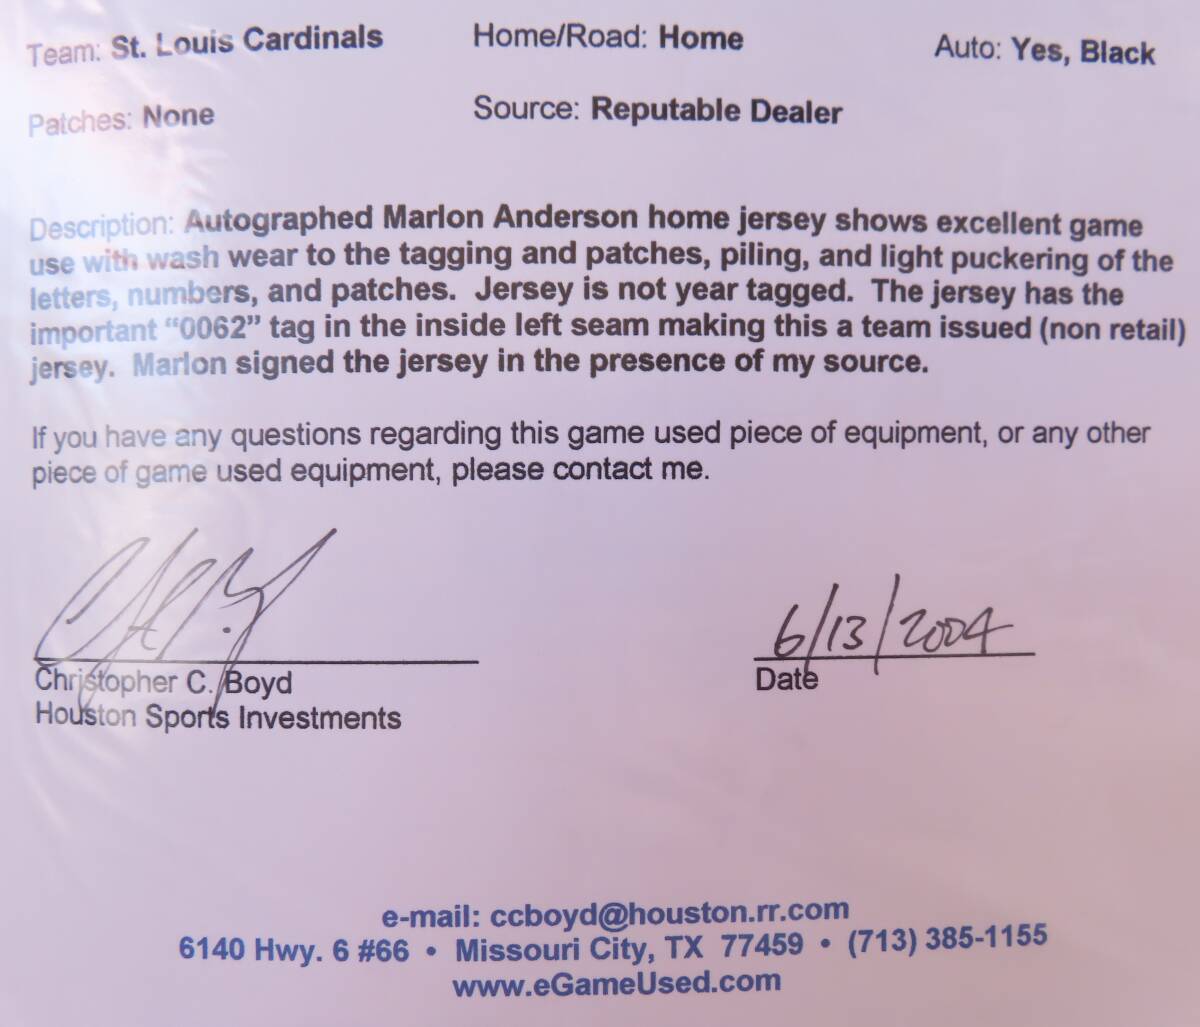 Team: St. Louis Cardinals Home/Road: Home Auto: Yes, Black
Patches: None Source: Reputable Dealer
Description: Autographed Marlon Anderson home jersey shows excellent game
use with wash wear to the tagging and patches, piling, and light puckering of the
letters, numbers, and patches. Jersey is not year tagged. The jersey has the
important “0062” tag in the inside left seam making this a team issued (non retail)
jersey. Marlon signed the jersey in the presence of my source.
If you have any questions regarding this game used piece of equipment, or any other
piece of game used equipment, please contact me.
6/13/2004
Christopher C. Boyd Date
Houston Sports Investments
e-mail: ccboyd@houston.rr.com
6140 Hwy. 6 #66 • Missouri City, TX 77459 • (713) 385-1155
www.eGameUsed.com